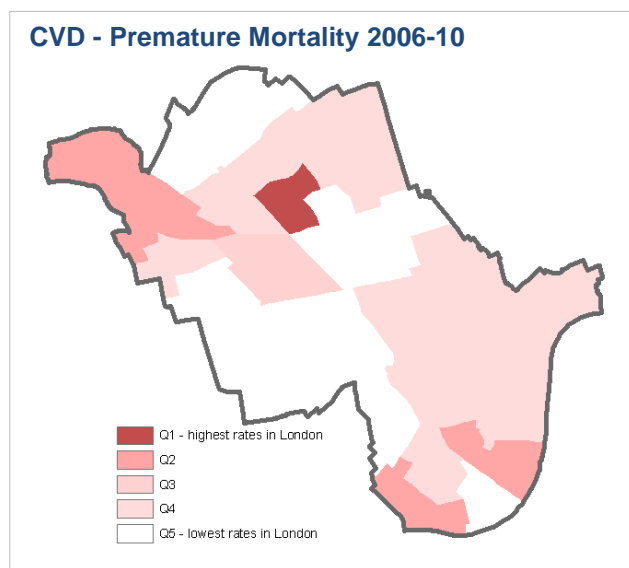 CVD - Premature Mortality 2006-10
Q1 - highest rates in London
Q2
Q3
Q4
Q5 - lowest rates in London